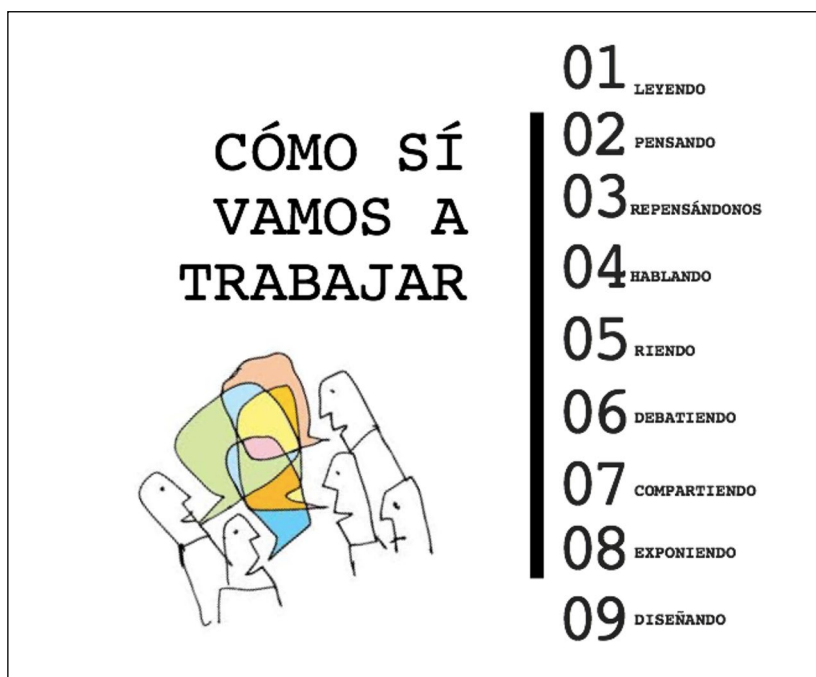 CÓMO SÍ
VAMOS A
TRABAJAR
01 LEYENDO
02 PENSANDO
03 REPENSÁNDONOS
04 HABLANDO
05 RIENDO
06 DEBATIENDO
07 COMPARTIENDO
08 EXPONIENDO
09 DISEÑANDO